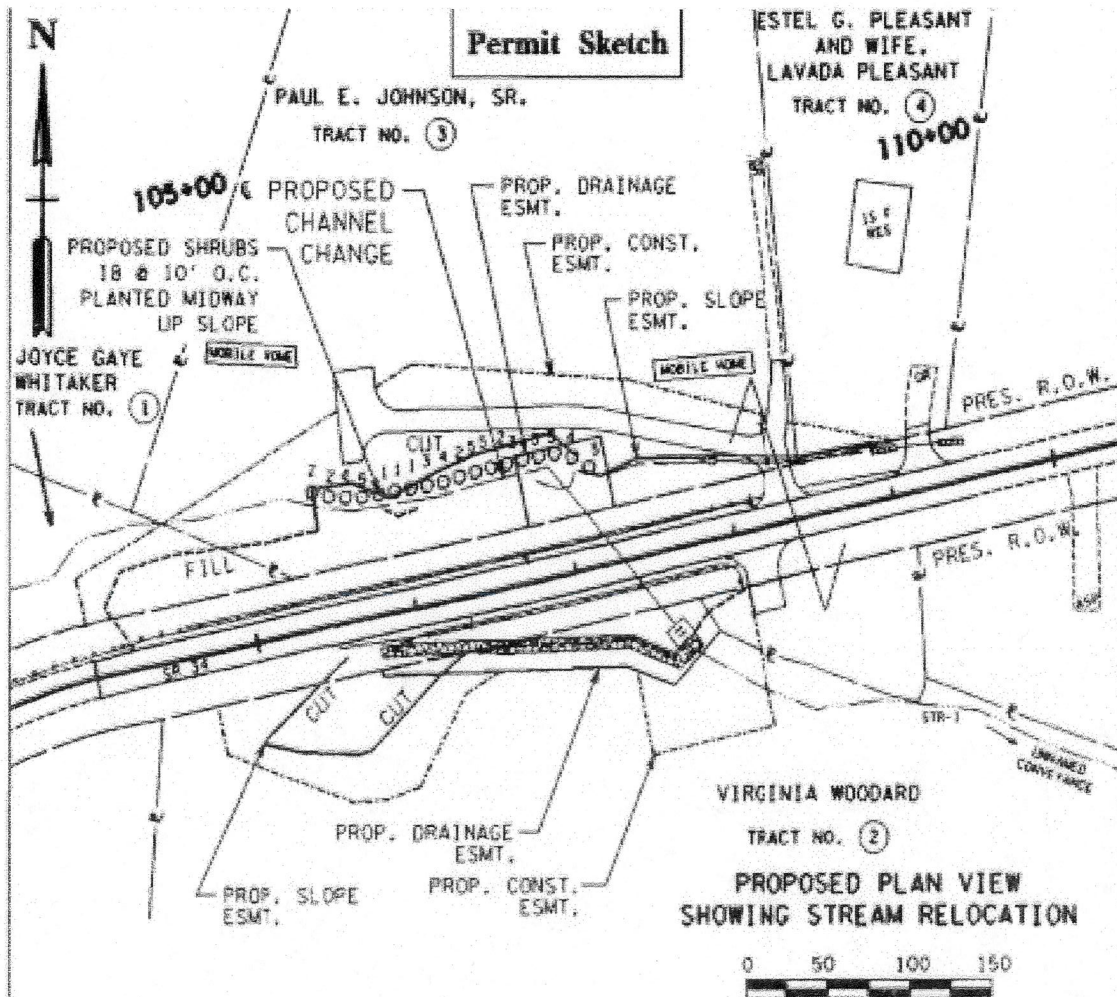 N
Permit Sketch
ESTEL G. PLEASANT
AND WIFE.
LAVADA PLEASANT
TRACT NO. 4
110+00
PAUL E. JOHNSON, SR.
TRACT NO. 3
105+00
PROPOSED
CHANNEL
CHANGE
PROP. DRAINAGE
ESMT.
PROP. CONST.
ESMT.
PROP. SLOPE
ESMT.
PROPOSED SHRUBS
18 @ 10' O.C.
PLANTED MIDWAY
UP SLOPE
MOBILE HOME
JOYCE GAYE
WHITAKER
TRACT NO. 1
MOBILE HOME
GR
PRES. R.O.W.
CUT
FILL
PRES. R.O.W.
SR 34
CUT
CUT
STR-1
UNNAMED
CONVEYANCE
VIRGINIA WOODARD
TRACT NO. 2
PROP. DRAINAGE
ESMT.
PROP. CONST.
ESMT.
PROP. SLOPE
ESMT.
PROPOSED PLAN VIEW
SHOWING STREAM RELOCATION
0 50 100 150